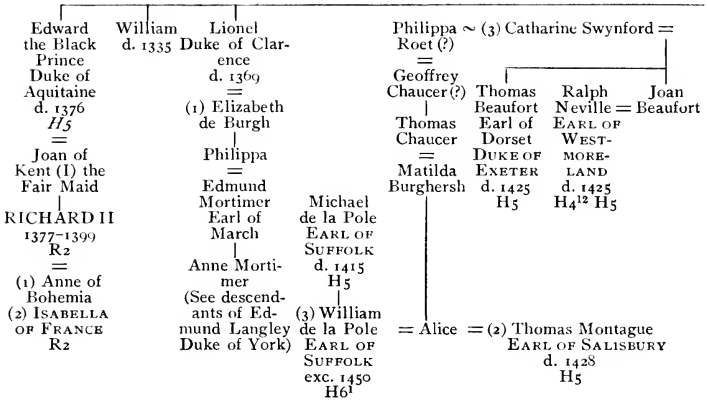 Edward
the Black
Prince
Duke of
Aquitaine
d. 1376
H5
=
Joan of
Kent (I) the
Fair Maid
RICHARD II
1377-1399
R2
=
(1) Anne of
Bohemia
(2) ISABELLA
OF FRANCE
R2
William
d. 1335
Lionel
Duke of Clar-
ence
d. 1369
=
(1) Elizabeth
de Burgh
Philippa
=
Edmund
Mortimer
Earl of
March
Anne Morti-
mer
(See descend-
ants of Ed-
mund Langley
Duke of York)
Michael
de la Pole
EARL OF
SUFFOLK
d. 1415
H5
(3) William
de la Pole
EARL OF
SUFFOLK
exc. 1450
H6¹
Philippa ~ (3) Catharine Swynford =
Roet (?)
=
Geoffrey
Chaucer (?)
Thomas
Chaucer
=
Matilda
Burghersh
= Alice = (2) Thomas Montague
EARL OF SALISBURY
d. 1428
H5
Thomas
Beaufort
Earl of
Dorset
DUKE OF
EXETER
d. 1425
H5
Ralph
Neville =
EARL OF
WEST-
MORE-
LAND
d. 1425
H4¹² H5
Joan
Beaufort